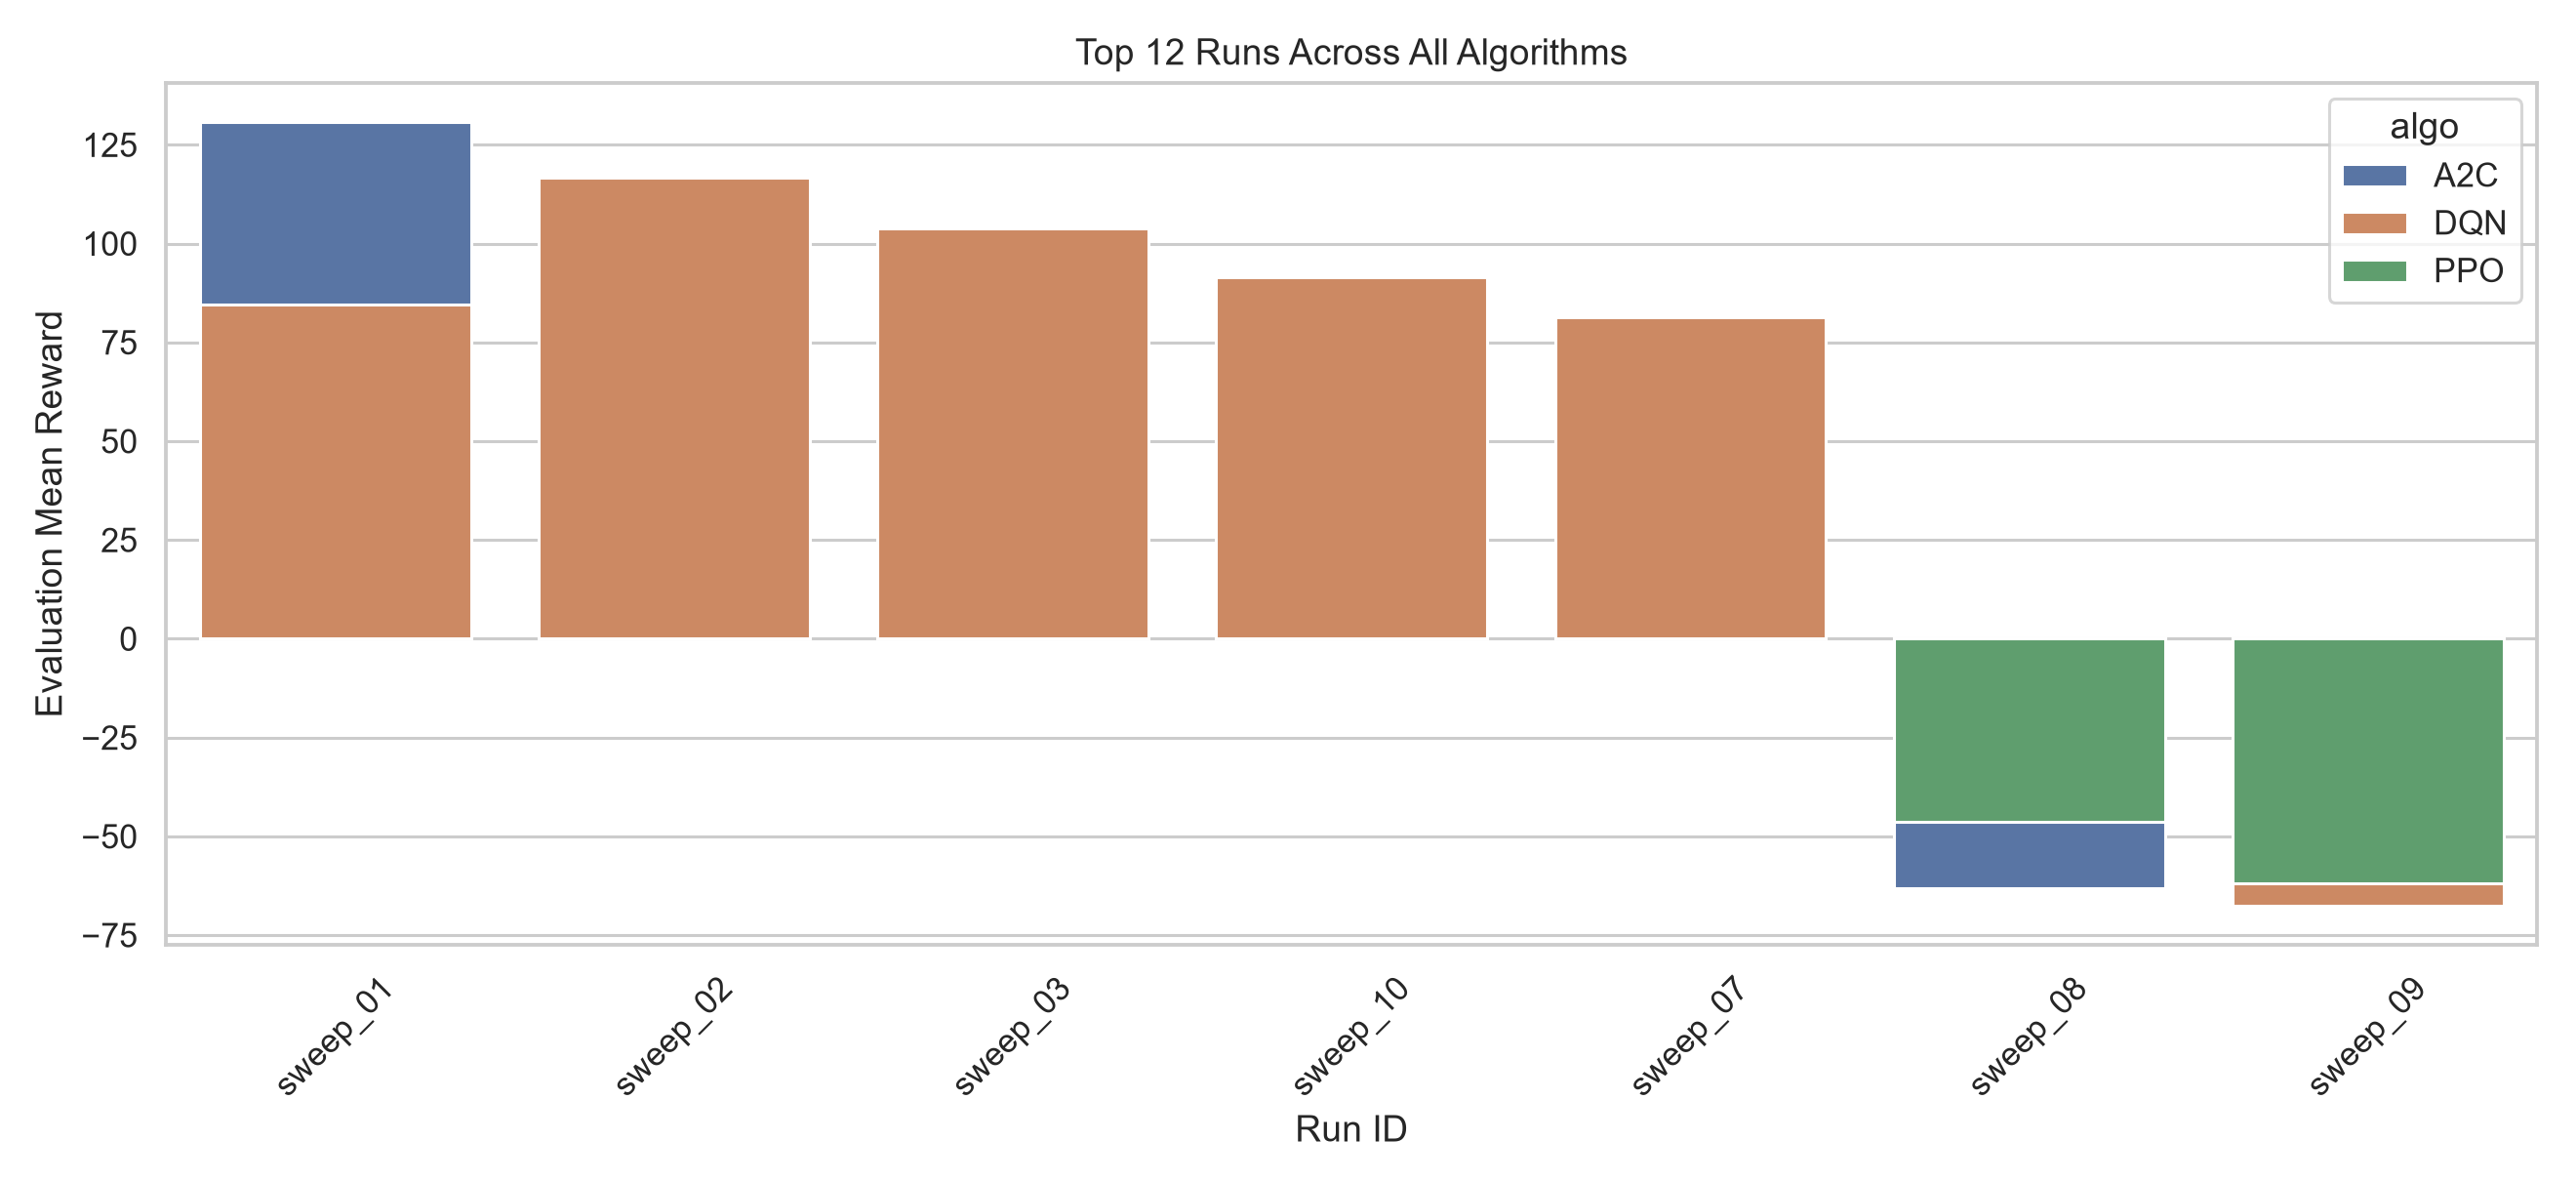 Top 12 Runs Across All Algorithms
algo
A2C
DQN
PPO
Evaluation Mean Reward
125
100
75
50
25
0
−25
−50
−75
sweep_01
sweep_02
sweep_03
sweep_10
sweep_07
sweep_08
sweep_09
Run ID